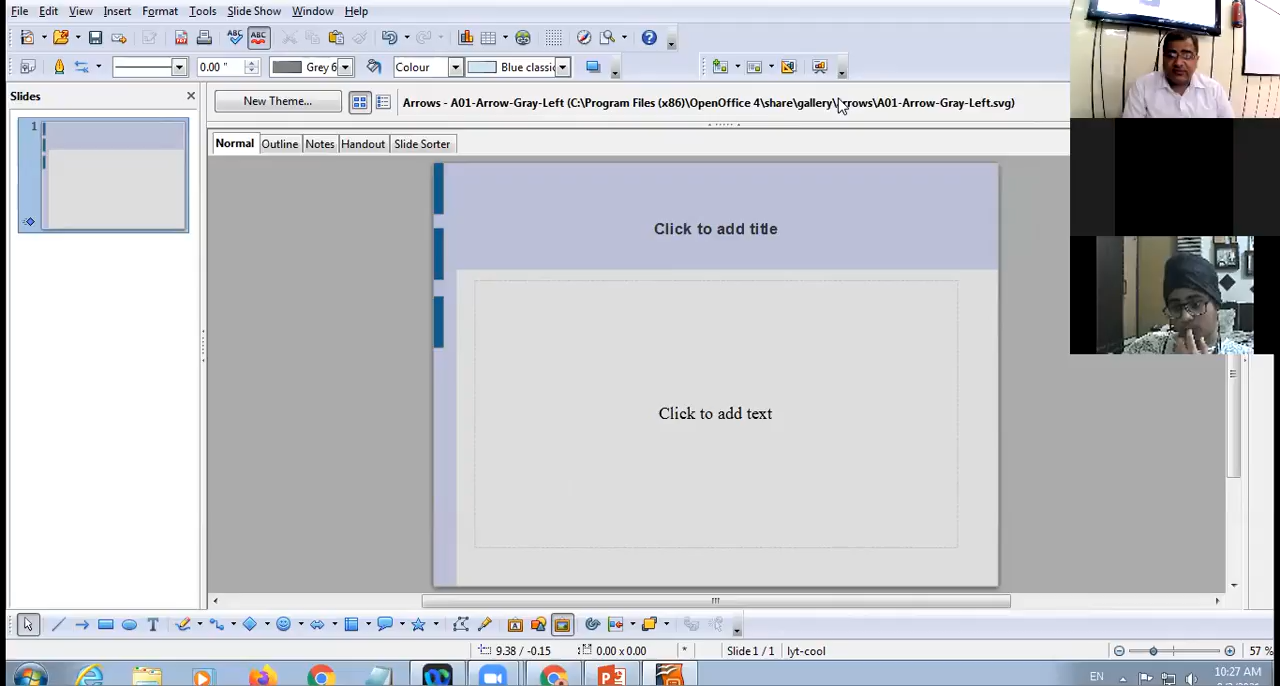 File Edit View Insert Format Tools Slide Show Window Help
ABC ABC
0.00 " Grey 6 Colour Blue classic
Slides
New Theme... Arrows - A01-Arrow-Gray-Left (C:\Program Files (x86)\OpenOffice 4\share\gallery\Arrows\A01-Arrow-Gray-Left.svg)
Normal Outline Notes Handout Slide Sorter
1
Click to add title
Click to add text
9.38 / -0.15 0.00 x 0.00 * Slide 1 / 1 lyt-cool 57 %
EN 10:27 AM